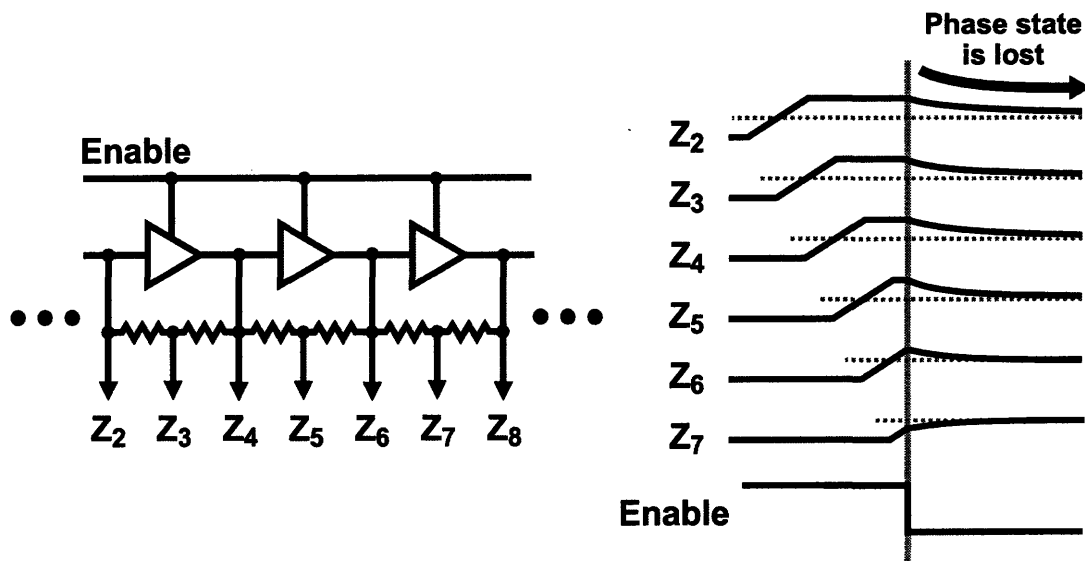 Phase state
is lost
Enable
Z2 Z3 Z4 Z5 Z6 Z7 Z8
Z2
Z3
Z4
Z5
Z6
Z7
Enable